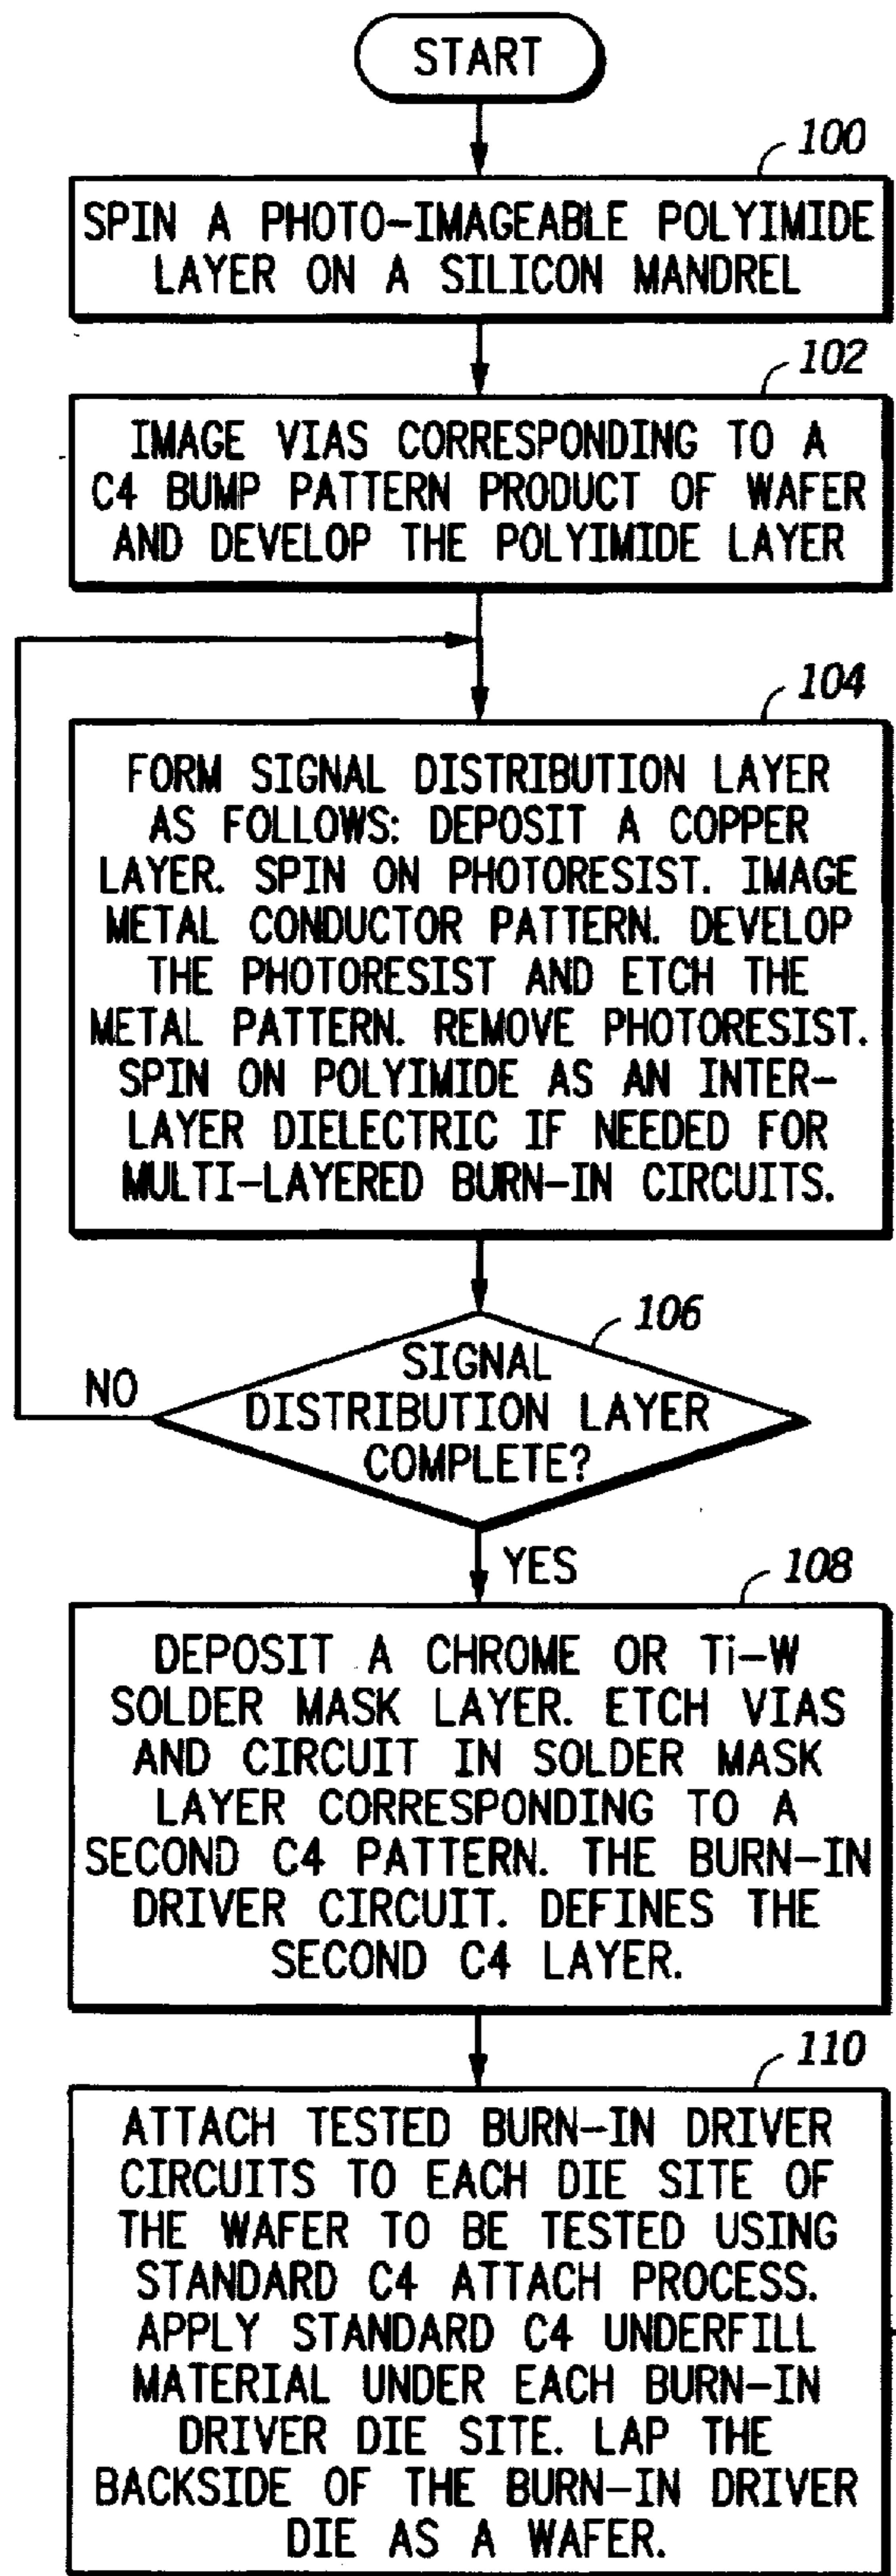 START
100
SPIN A PHOTO-IMAGEABLE POLYIMIDE
LAYER ON A SILICON MANDREL
102
IMAGE VIAS CORRESPONDING TO A
C4 BUMP PATTERN PRODUCT OF WAFER
AND DEVELOP THE POLYIMIDE LAYER
104
FORM SIGNAL DISTRIBUTION LAYER
AS FOLLOWS: DEPOSIT A COPPER
LAYER. SPIN ON PHOTORESIST. IMAGE
METAL CONDUCTOR PATTERN. DEVELOP
THE PHOTORESIST AND ETCH THE
METAL PATTERN. REMOVE PHOTORESIST.
SPIN ON POLYIMIDE AS AN INTER-
LAYER DIELECTRIC IF NEEDED FOR
MULTI-LAYERED BURN-IN CIRCUITS.
106
SIGNAL
DISTRIBUTION LAYER
COMPLETE?
NO
YES
108
DEPOSIT A CHROME OR Ti-W
SOLDER MASK LAYER. ETCH VIAS
AND CIRCUIT IN SOLDER MASK
LAYER CORRESPONDING TO A
SECOND C4 PATTERN. THE BURN-IN
DRIVER CIRCUIT. DEFINES THE
SECOND C4 LAYER.
110
ATTACH TESTED BURN-IN DRIVER
CIRCUITS TO EACH DIE SITE OF
THE WAFER TO BE TESTED USING
STANDARD C4 ATTACH PROCESS.
APPLY STANDARD C4 UNDERFILL
MATERIAL UNDER EACH BURN-IN
DRIVER DIE SITE. LAP THE
BACKSIDE OF THE BURN-IN DRIVER
DIE AS A WAFER.